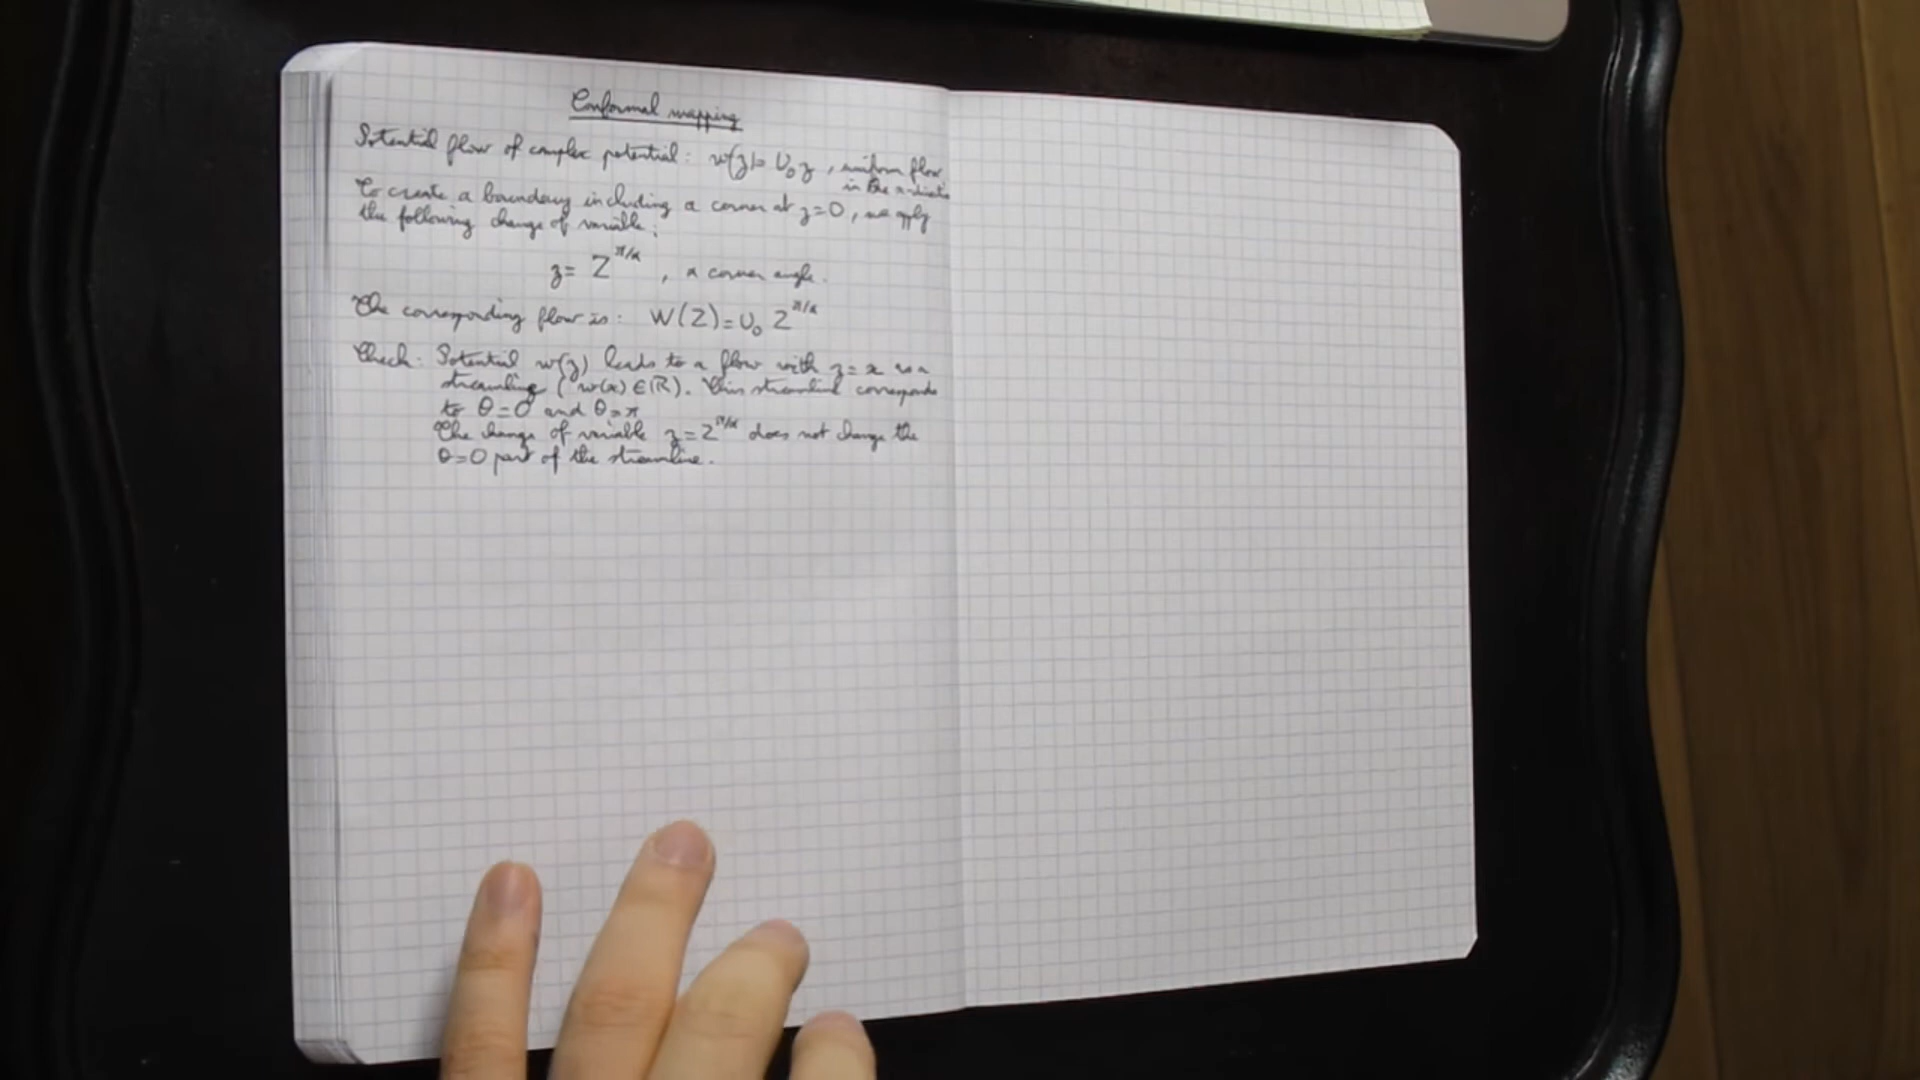 Conformal mapping
Potential flow of complex potential: w(z) = U₀z, uniform flow
in the x-directio
To create a boundary including a corner at z=0, we apply
the following change of variable:
z = Z^(π/α) , α corner angle.
The corresponding flow is: W(Z) = U₀ Z^(π/α)
Check: Potential w(z) leads to a flow with z = x as a
streamline (w(x) ∈ ℝ). This streamline corresponds
to θ=0 and θ=π
The change of variable z = Z^(π/α) does not change the
θ=0 part of the streamline.